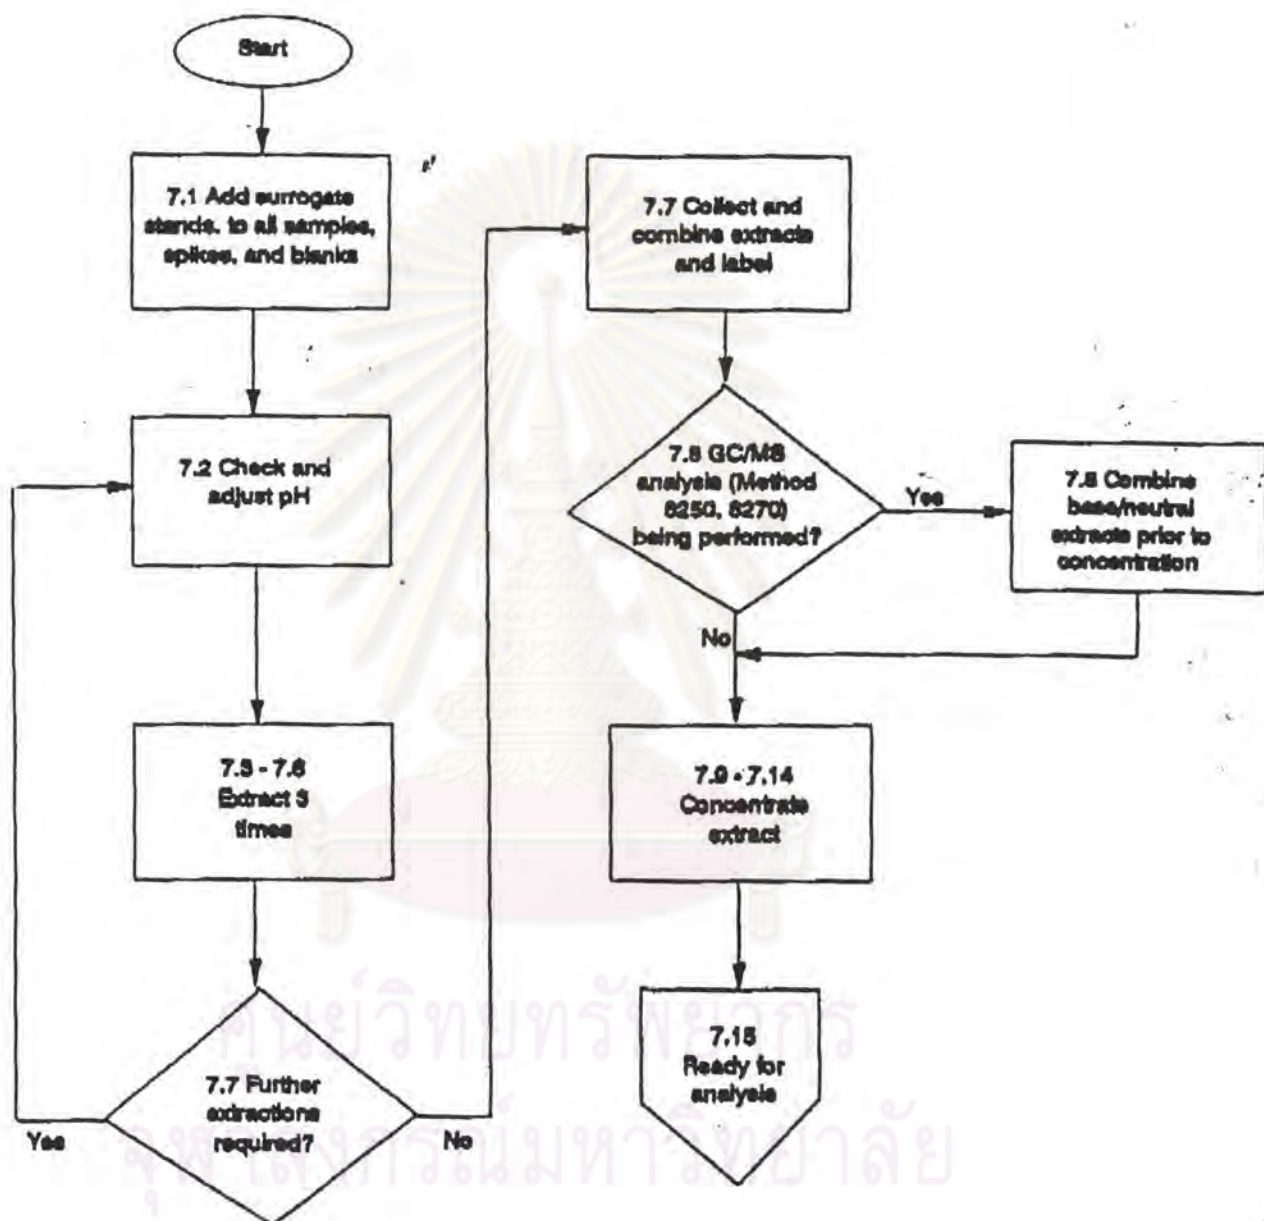 Start
7.1 Add surrogate
stands. to all samples,
spikes, and blanks
7.2 Check and
adjust pH
7.3 - 7.6
Extract 3
times
7.7 Further
extractions
required?
Yes
No
7.7 Collect and
combine extracts
and label
7.8 GC/MS
analysis (Method
8250, 8270)
being performed?
Yes
No
7.8 Combine
base/neutral
extracts prior to
concentration
7.9 - 7.14
Concentrate
extract
7.15
Ready for
analysis
ศูนย์วิทยทรัพยากร
จุฬาลงกรณ์มหาวิทยาลัย